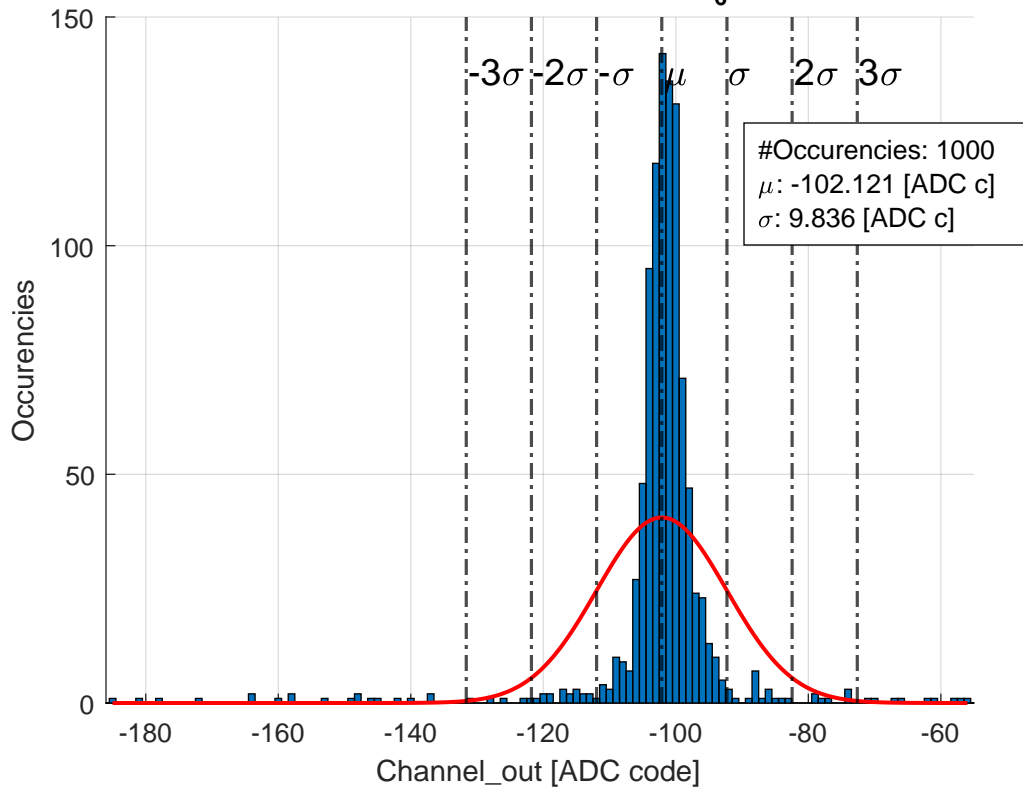 0
150
100
50
0
-3σ
-2σ
-σ
μ
σ
2σ
3σ
#Occurencies: 1000
μ: -102.121 [ADC c]
σ: 9.836 [ADC c]
Occurencies
-180
-160
-140
-120
-100
-80
-60
Channel_out [ADC code]